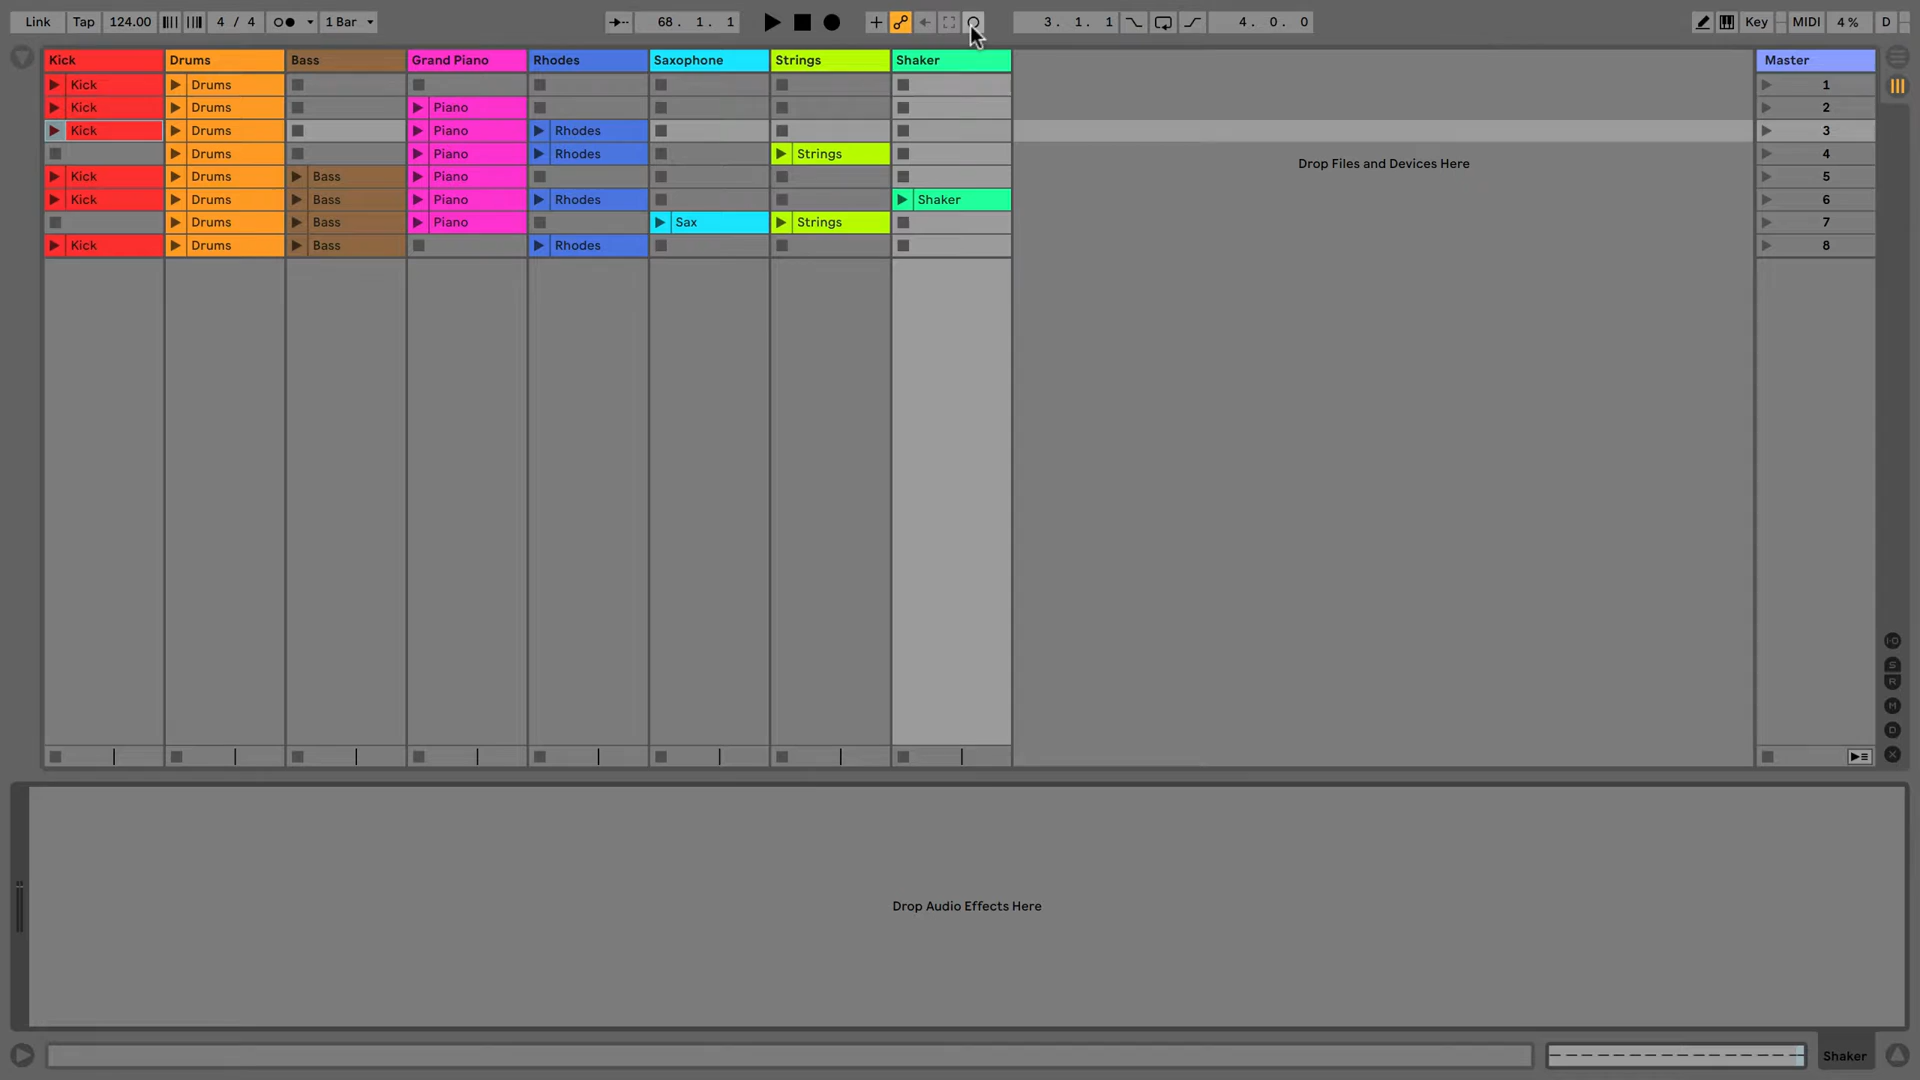 Link Tap 124.00 4 / 4 1 Bar 68. 1. 1 3. 1. 1 4. 0. 0 Key MIDI 4 % D
Kick Drums Bass Grand Piano Rhodes Saxophone Strings Shaker Master
Kick Drums 1
Kick Drums Piano 2
Kick Drums Piano Rhodes 3
Drums Piano Rhodes Strings 4
Drop Files and Devices Here
Kick Drums Bass Piano 5
Kick Drums Bass Piano Rhodes Shaker 6
Drums Bass Piano Sax Strings 7
Kick Drums Bass Rhodes 8
I·O
S
R
M
D
X
Drop Audio Effects Here
Shaker